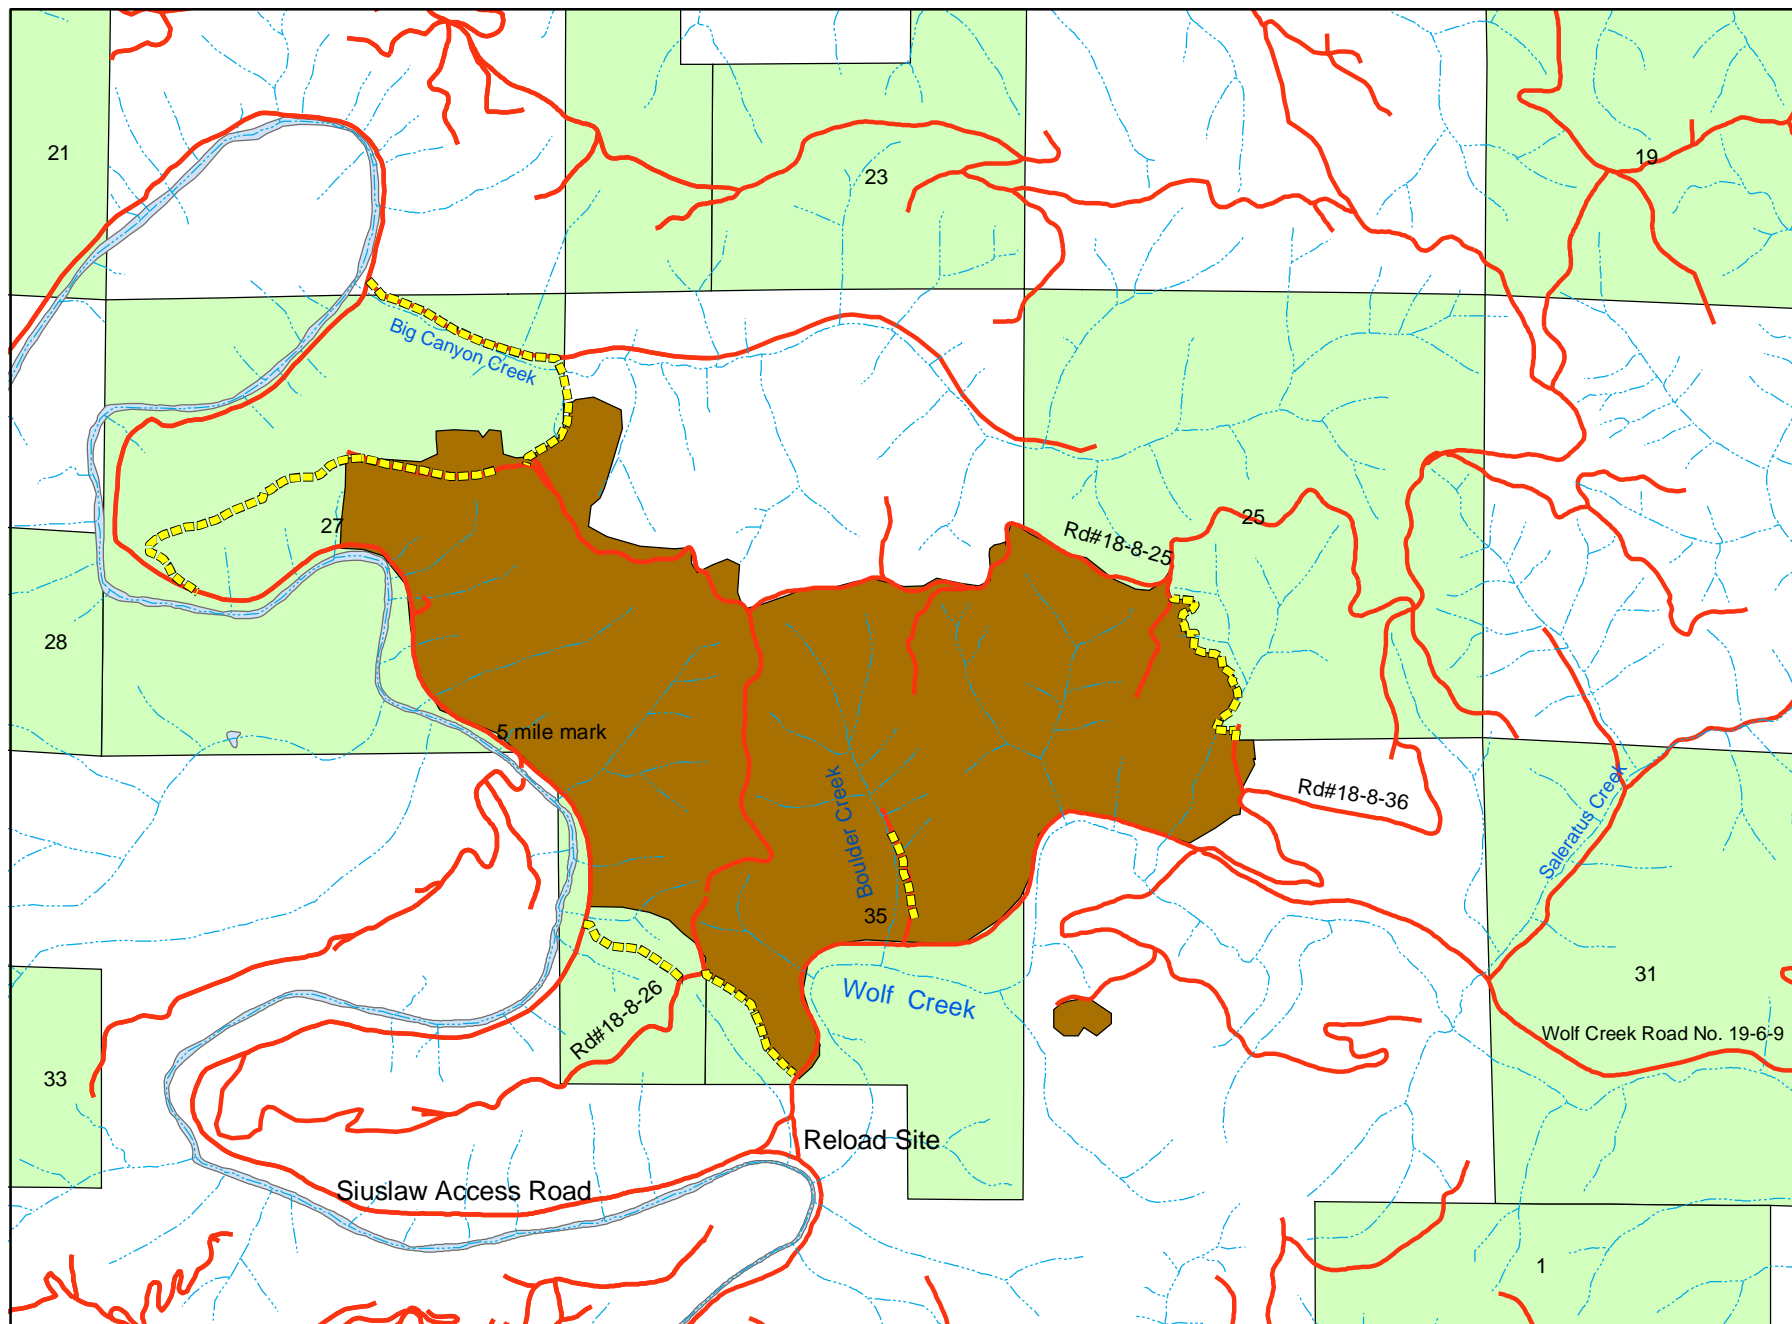 21
23
19
Big Canyon Creek
27
25
Rd#18-8-25
28
5 mile mark
Boulder Creek
Rd#18-8-36
Saleratus Creek
35
31
Wolf Creek
Rd#18-8-26
Wolf Creek Road No. 19-6-9
33
Reload Site
Siuslaw Access Road
1